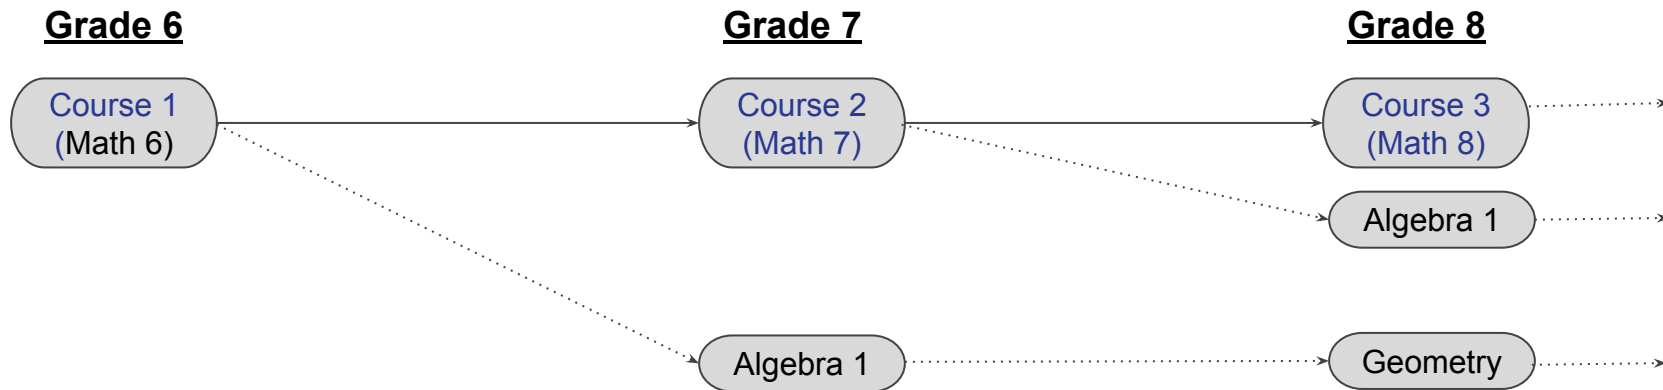 Grade 6
Grade 7
Grade 8
Course 1
(Math 6)
Course 2
(Math 7)
Course 3
(Math 8)
Algebra 1
Algebra 1
Geometry